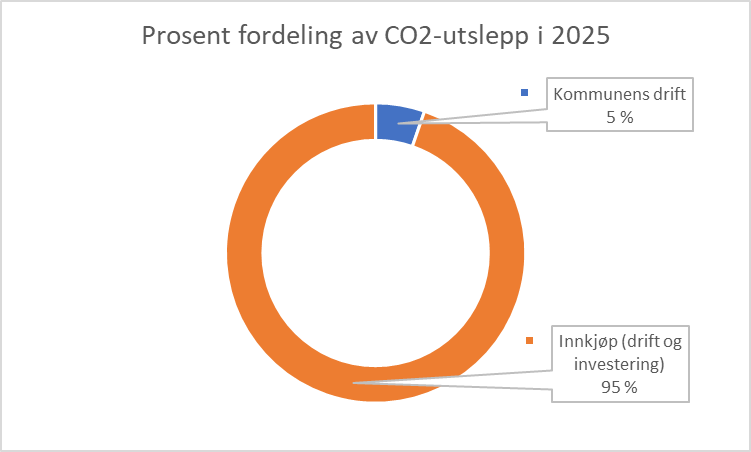 Prosent fordeling av CO2-utslepp i 2025
Kommunens drift
5 %
Innkjøp (drift og
investering)
95 %